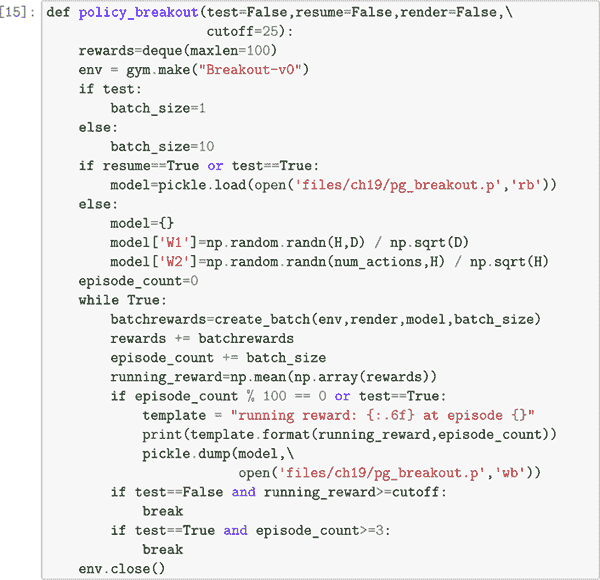 [15]: def policy_breakout(test=False,resume=False,render=False,\
                    cutoff=25):
    rewards=deque(maxlen=100)
    env = gym.make("Breakout-v0")
    if test:
        batch_size=1
    else:
        batch_size=10
    if resume==True or test==True:
        model=pickle.load(open('files/ch19/pg_breakout.p','rb'))
    else:
        model={}
        model['W1']=np.random.randn(H,D) / np.sqrt(D)
        model['W2']=np.random.randn(num_actions,H) / np.sqrt(H)
    episode_count=0
    while True:
        batchrewards=create_batch(env,render,model,batch_size)
        rewards += batchrewards
        episode_count += batch_size
        running_reward=np.mean(np.array(rewards))
        if episode_count % 100 == 0 or test==True:
            template = "running reward: {:.6f} at episode {}"
            print(template.format(running_reward,episode_count))
            pickle.dump(model,\
                        open('files/ch19/pg_breakout.p','wb'))
        if test==False and running_reward>=cutoff:
            break
        if test==True and episode_count>=3:
            break
    env.close()